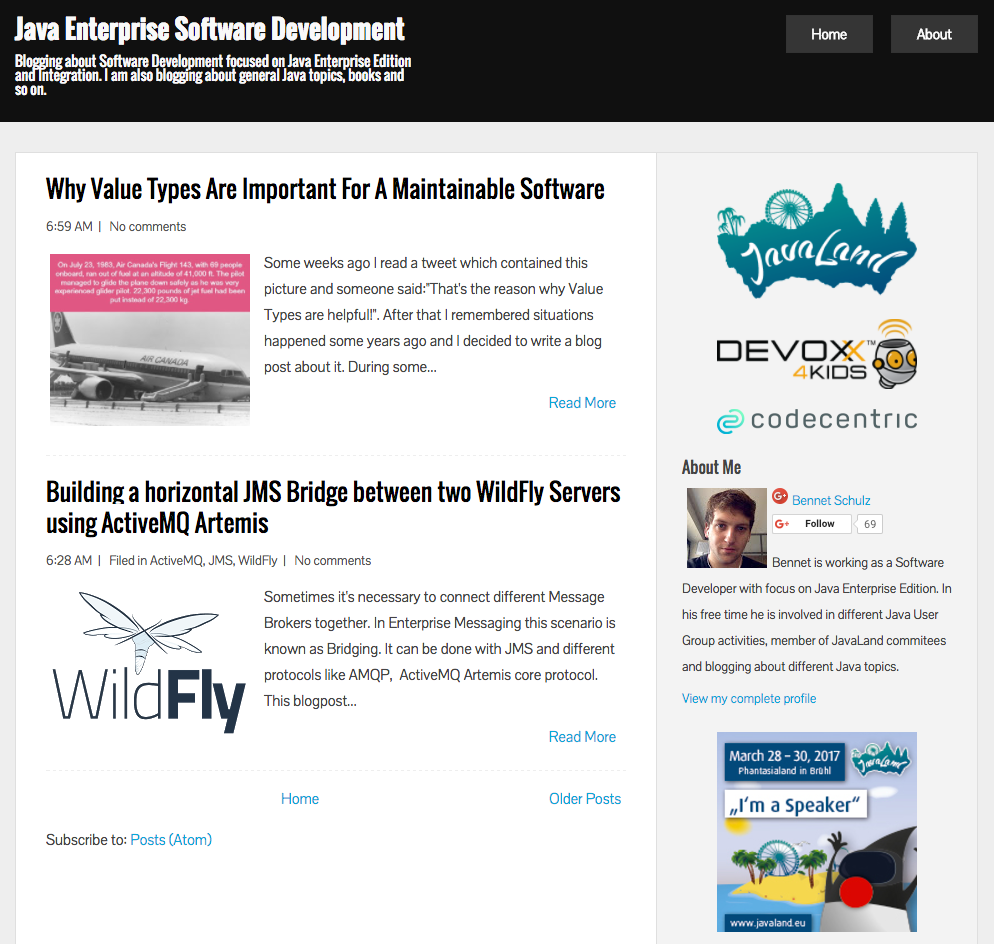 Java Enterprise Software Development
Blogging about Software Development focused on Java Enterprise Edition
and Integration. I am also blogging about general Java topics, books and
so on.
Home
About
Why Value Types Are Important For A Maintainable Software
6:59 AM | No comments
On July 23, 1983, Air Canada's Flight 143, with 69 people
onboard, ran out of fuel at an altitude of 41,000 ft. The pilot
managed to glide the plane down safely as he was very
experienced glider pilot. 22,300 pounds of jet fuel had been
put instead of 22,300 kg.
AIR CANADA
Some weeks ago I read a tweet which contained this
picture and someone said:"That's the reason why Value
Types are helpful!". After that I remembered situations
happened some years ago and I decided to write a blog
post about it. During some...
Read More
Building a horizontal JMS Bridge between two WildFly Servers
using ActiveMQ Artemis
6:28 AM | Filed in ActiveMQ, JMS, WildFly | No comments
WildFly
Sometimes it's necessary to connect different Message
Brokers together. In Enterprise Messaging this scenario is
known as Bridging. It can be done with JMS and different
protocols like AMQP,  ActiveMQ Artemis core protocol.
This blogpost...
Read More
Home
Older Posts
Subscribe to: Posts (Atom)
JavaLand
DEVOXX™
4KIDS
codecentric
About Me
G+ Bennet Schulz
G+ Follow 69
Bennet is working as a Software
Developer with focus on Java Enterprise Edition. In
his free time he is involved in different Java User
Group activities, member of JavaLand commitees
and blogging about different Java topics.
View my complete profile
March 28 – 30, 2017
Phantasialand in Brühl
JavaLand
„I'm a Speaker“
www.javaland.eu